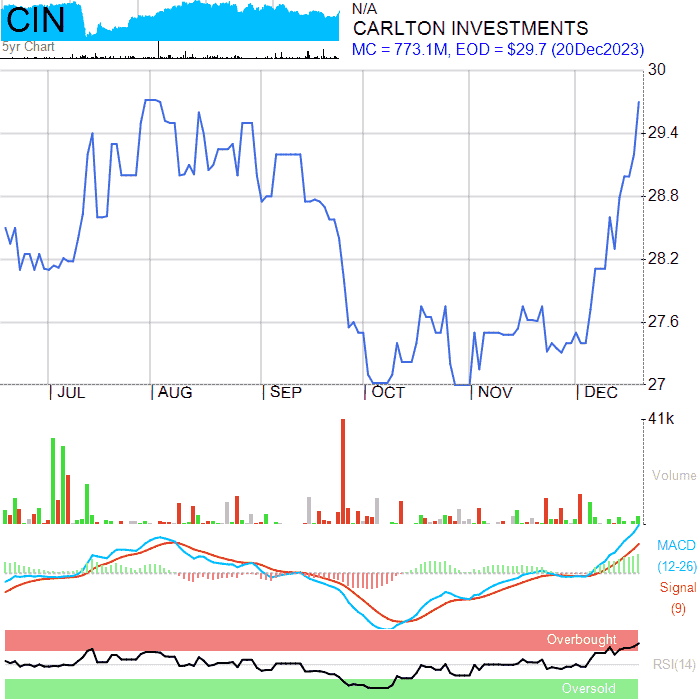 CIN
5yr Chart
N/A
CARLTON INVESTMENTS
MC = 773.1M, EOD = $29.7 (20Dec2023)
30
29.4
28.8
28.2
27.6
27
JUL AUG SEP OCT NOV DEC
41k
Volume
MACD
(12-26)
Signal
(9)
Overbought
RSI(14)
Oversold